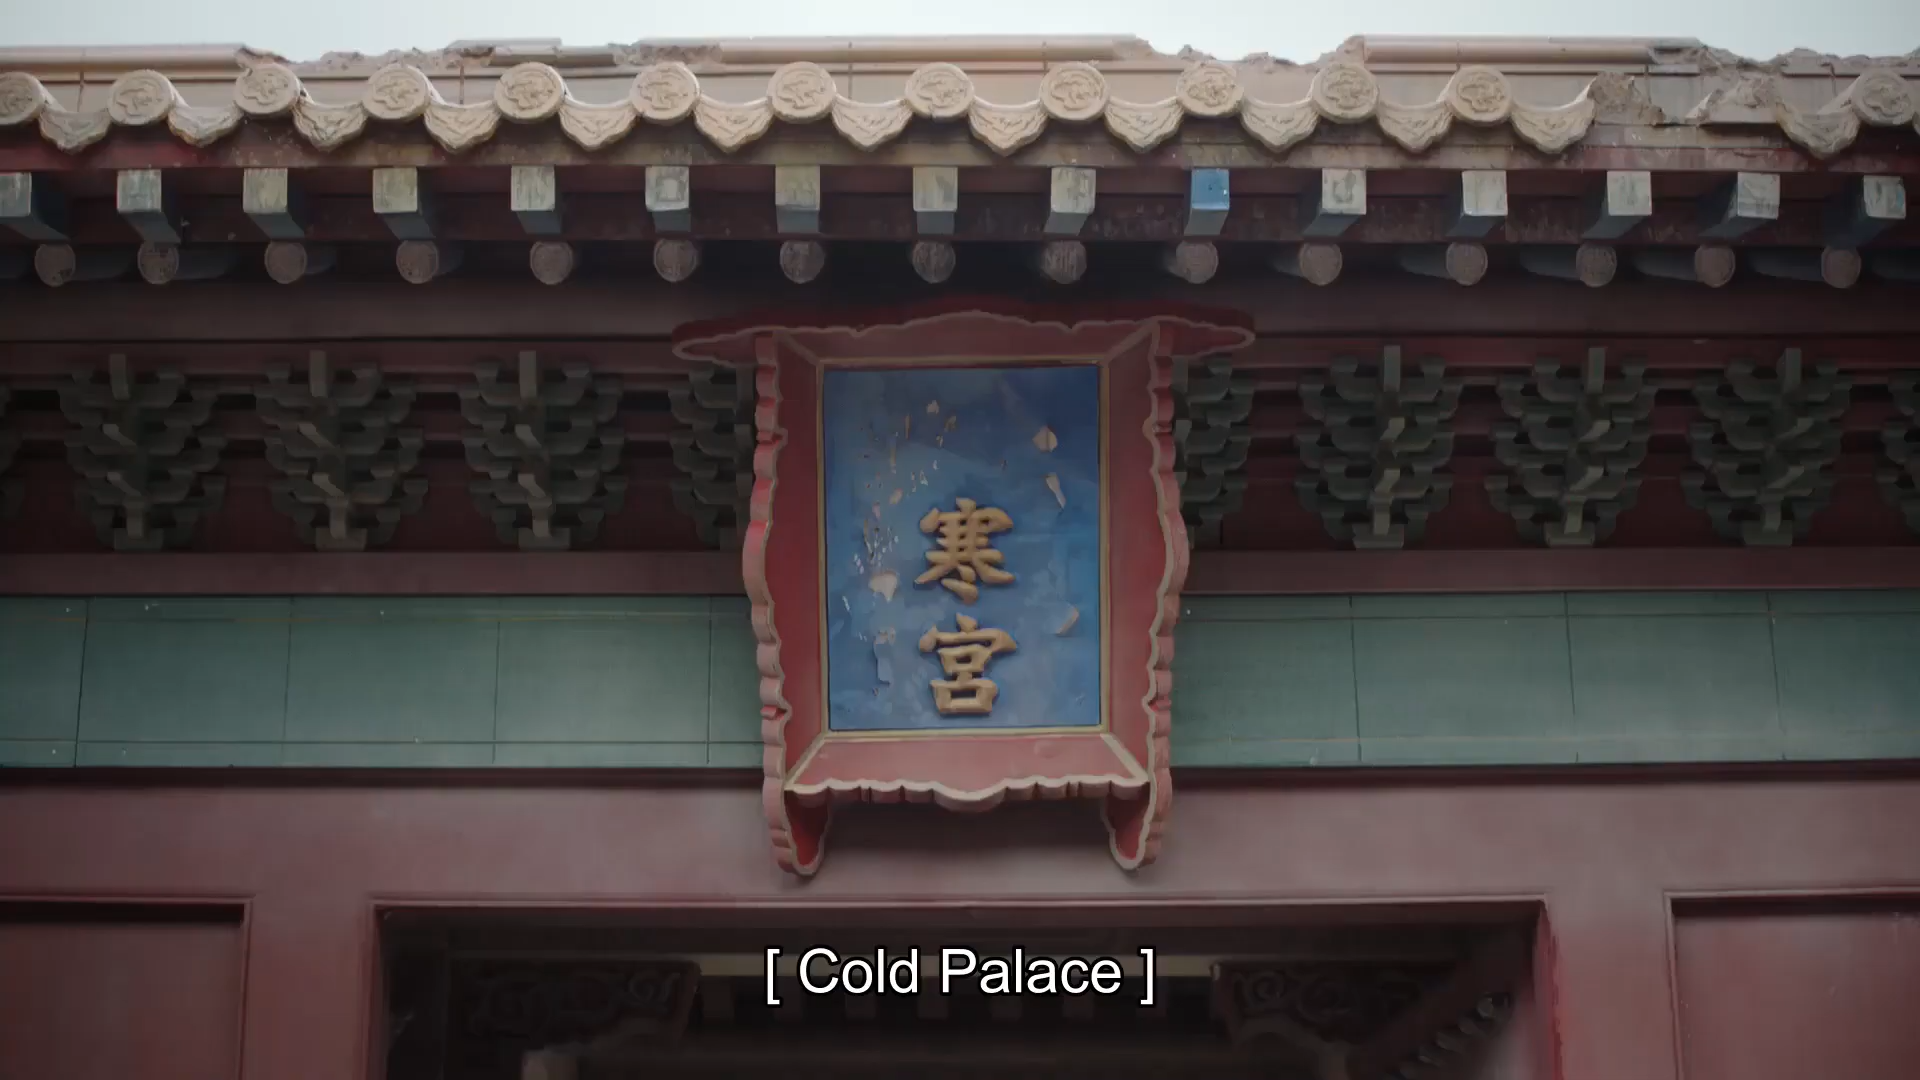 寒
宮
[ Cold Palace ]